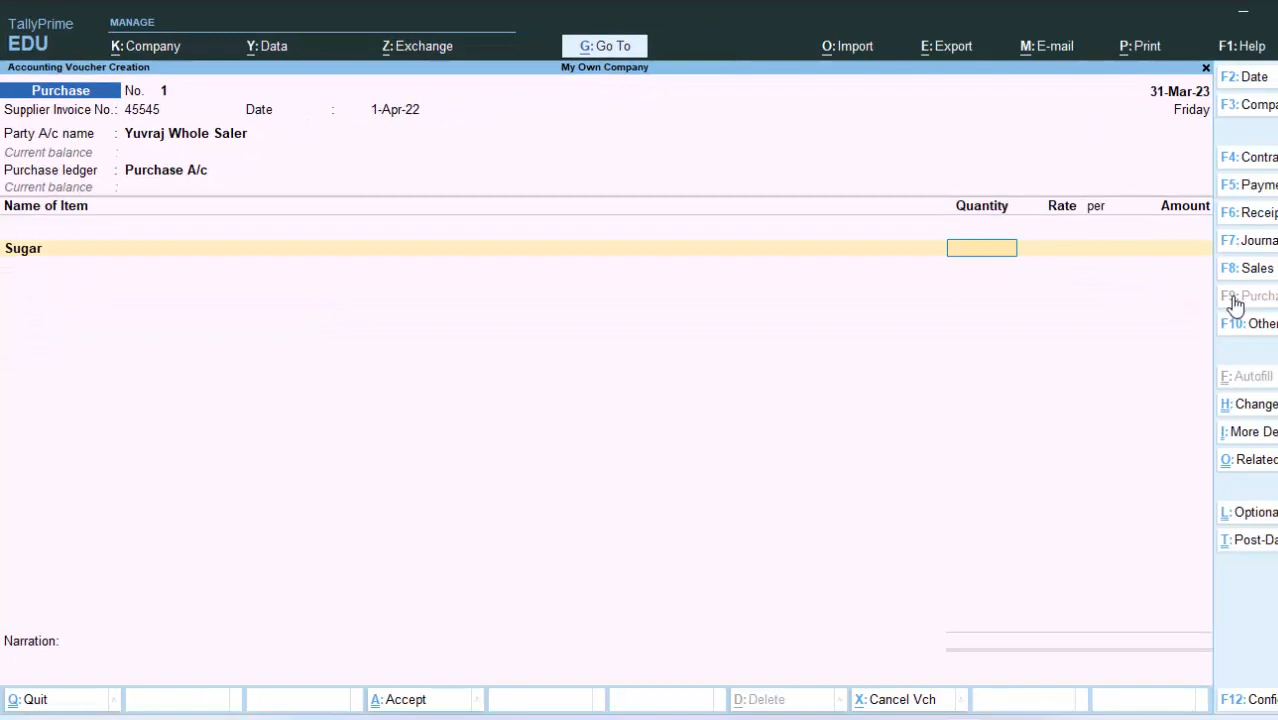 TallyPrime
EDU
MANAGE
K: Company
Y: Data
Z: Exchange
G: Go To
O: Import
E: Export
M: E-mail
P: Print
F1: Help
Accounting Voucher Creation
My Own Company
Purchase No. 1
31-Mar-23
Supplier Invoice No.: 45545 Date : 1-Apr-22
Friday
Party A/c name : Yuvraj Whole Saler
Current balance :
Purchase ledger : Purchase A/c
Current balance :
Name of Item Quantity Rate per Amount
Sugar
Narration:
F2: Date
F3: Compa
F4: Contra
F5: Payme
F6: Receip
F7: Journa
F8: Sales
F9: Purcha
F10: Other
F: Autofill
H: Change
I: More De
O: Related
L: Optiona
T: Post-Da
Q: Quit
A: Accept
D: Delete
X: Cancel Vch
F12: Confi